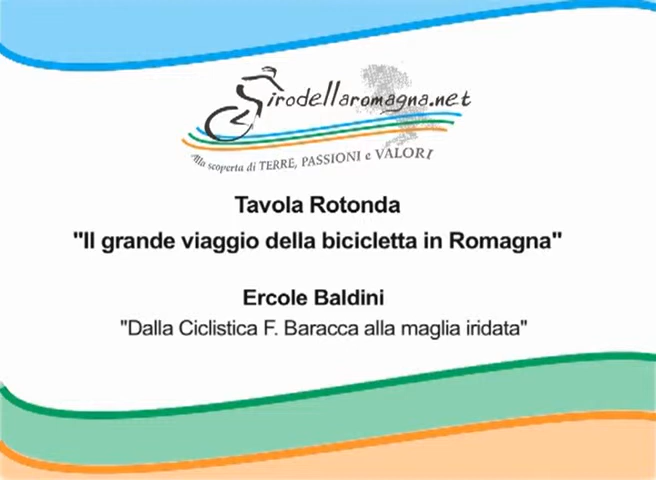 Girodellaromagna.net
Alla scoperta di TERRE, PASSIONI e VALORI
Tavola Rotonda
"Il grande viaggio della bicicletta in Romagna"
Ercole Baldini
"Dalla Ciclistica F. Baracca alla maglia iridata"